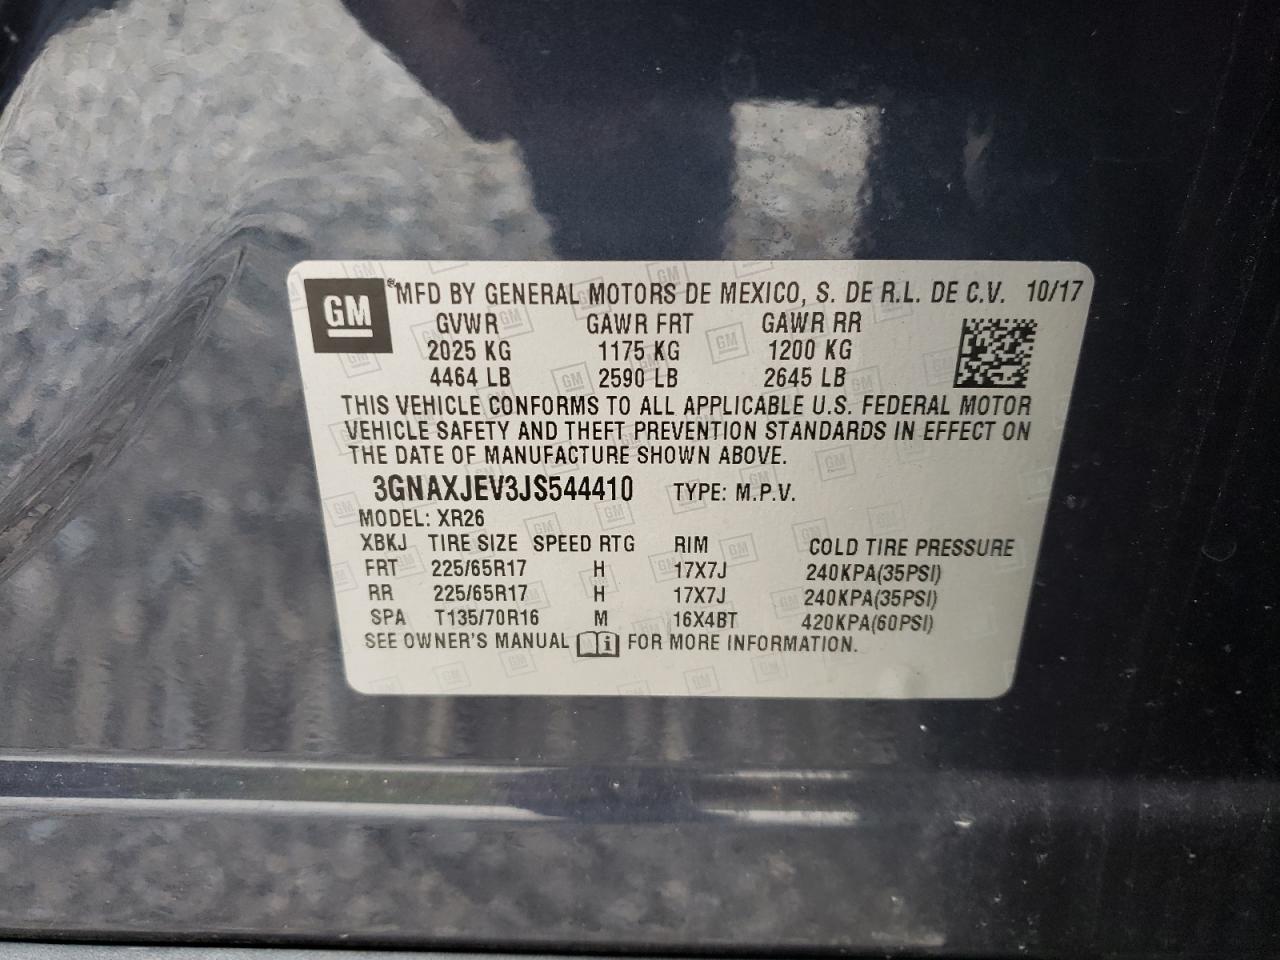 GM ® MFD BY GENERAL MOTORS DE MEXICO, S. DE R.L. DE C.V. 10/17
GVWR GAWR FRT GAWR RR
2025 KG 1175 KG 1200 KG
4464 LB 2590 LB 2645 LB
THIS VEHICLE CONFORMS TO ALL APPLICABLE U.S. FEDERAL MOTOR
VEHICLE SAFETY AND THEFT PREVENTION STANDARDS IN EFFECT ON
THE DATE OF MANUFACTURE SHOWN ABOVE.
3GNAXJEV3JS544410 TYPE: M.P.V.
MODEL: XR26
XBKJ TIRE SIZE SPEED RTG RIM COLD TIRE PRESSURE
FRT 225/65R17 H 17X7J 240KPA(35PSI)
RR 225/65R17 H 17X7J 240KPA(35PSI)
SPA T135/70R16 M 16X4BT 420KPA(60PSI)
SEE OWNER'S MANUAL i FOR MORE INFORMATION.